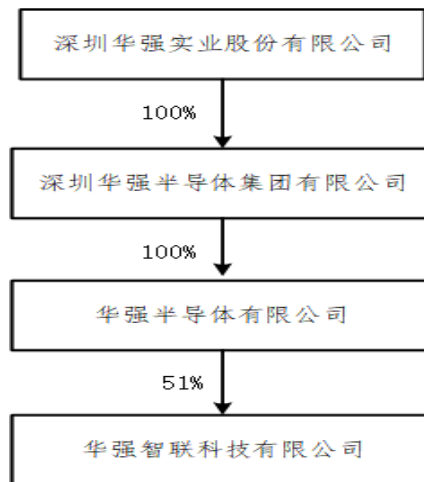 深圳华强实业股份有限公司
100%
深圳华强半导体集团有限公司
100%
华强半导体有限公司
51%
华强智联科技有限公司